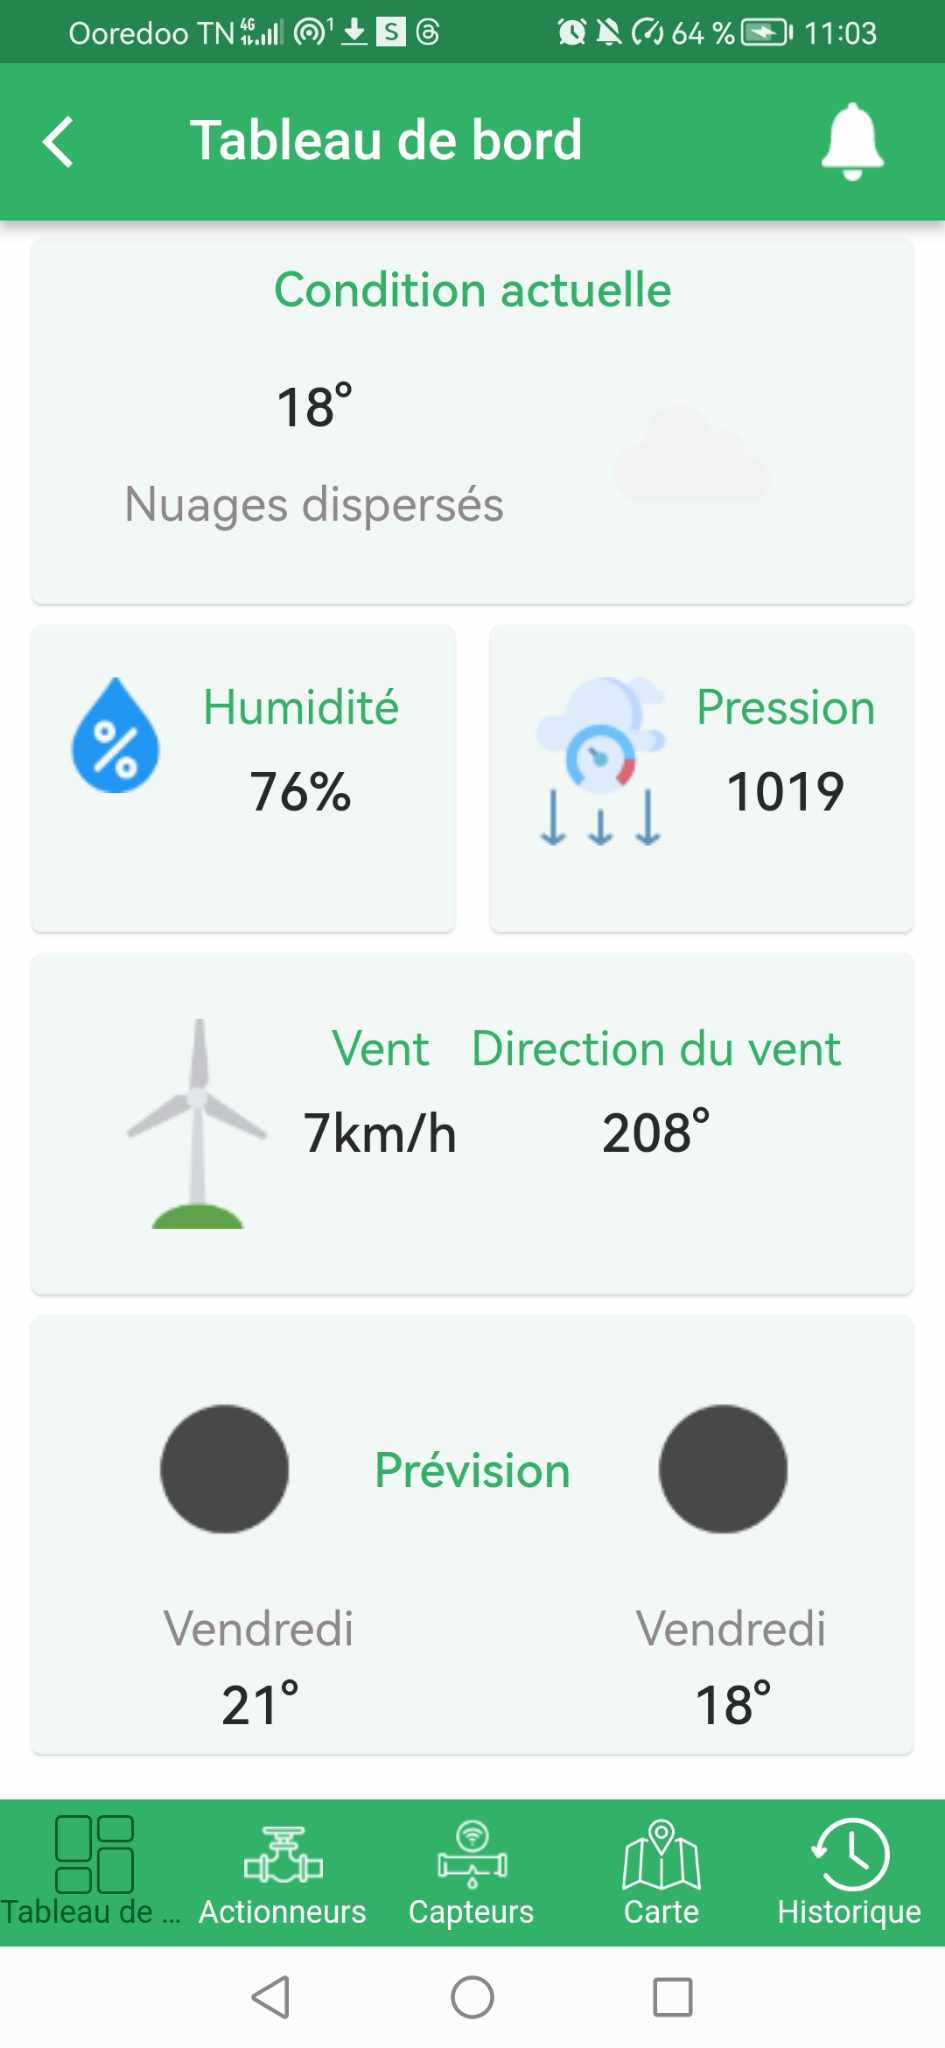 Ooredoo TN 4G 1 S 64 % 11:03
Tableau de bord
Condition actuelle
18°
Nuages dispersés
Humidité
76%
Pression
1019
Vent Direction du vent
7km/h 208°
Prévision
Vendredi Vendredi
21° 18°
Tableau de ... Actionneurs Capteurs Carte Historique